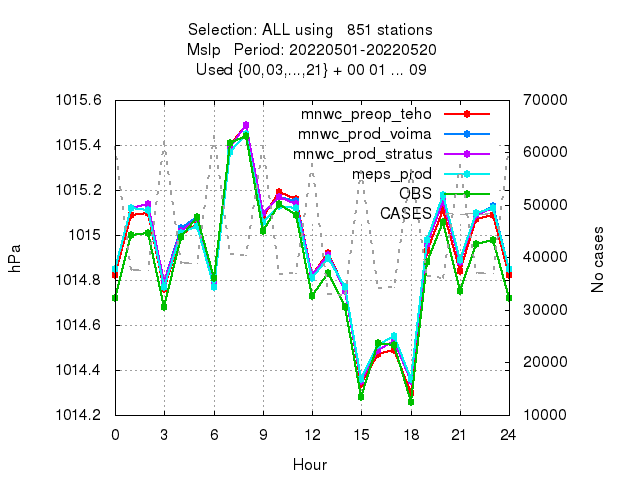 Selection: ALL using   851 stations
Mslp   Period: 20220501-20220520
Used {00,03,...,21} + 00 01 ... 09
1015.6
1015.4
1015.2
1015
1014.8
1014.6
1014.4
1014.2
hPa
mnwc_preop_teho
mnwc_prod_voima
mnwc_prod_stratus
meps_prod
OBS
CASES
70000
60000
50000
40000
30000
20000
10000
No cases
0 3 6 9 12 15 18 21 24
Hour